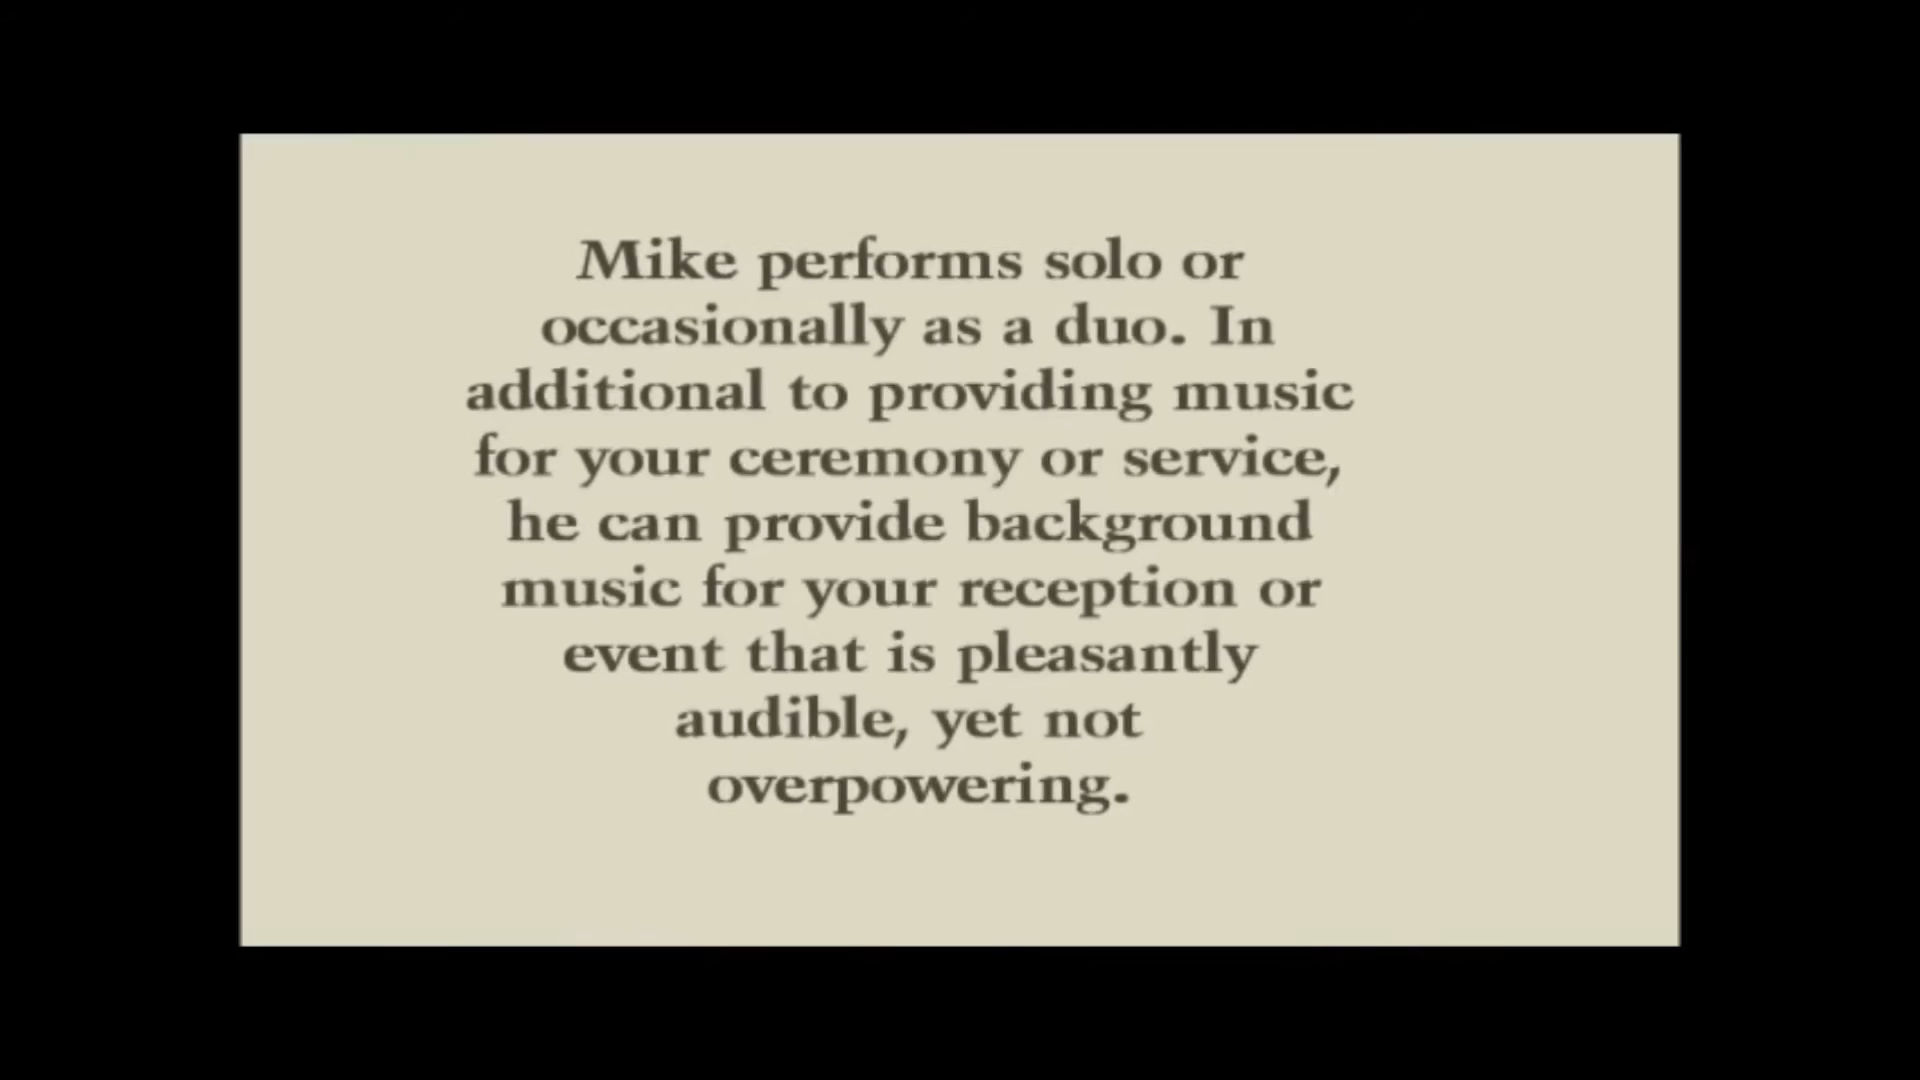 Mike performs solo or
occasionally as a duo. In
additional to providing music
for your ceremony or service,
he can provide background
music for your reception or
event that is pleasantly
audible, yet not
overpowering.